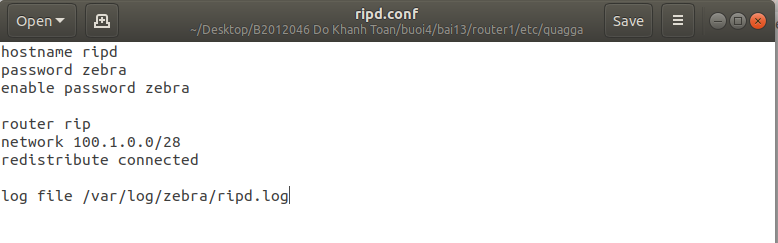 Open
ripd.conf
~/Desktop/B2012046 Do Khanh Toan/buoi4/bai13/router1/etc/quagga
Save
hostname ripd
password zebra
enable password zebra
router rip
network 100.1.0.0/28
redistribute connected
log file /var/log/zebra/ripd.log